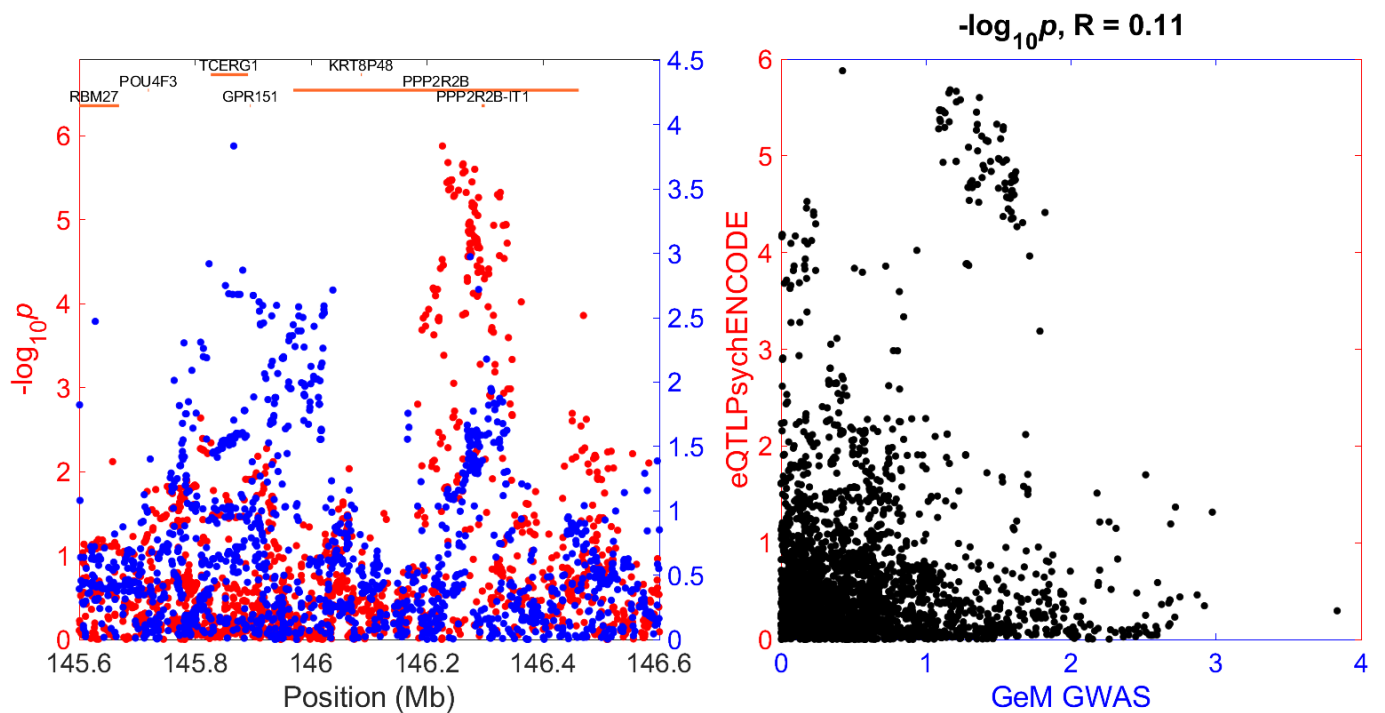 -log10p, R = 0.11
TCERG1 KRT8P48
POU4F3 PPP2R2B
RBM27 GPR151 PPP2R2B-IT1
-log10p
6
5
4
3
2
1
0
4.5
4
3.5
3
2.5
2
1.5
1
0.5
0
145.6 145.8 146 146.2 146.4 146.6
Position (Mb)
eQTLPsychENCODE
6
5
4
3
2
1
0
0 1 2 3 4
GeM GWAS